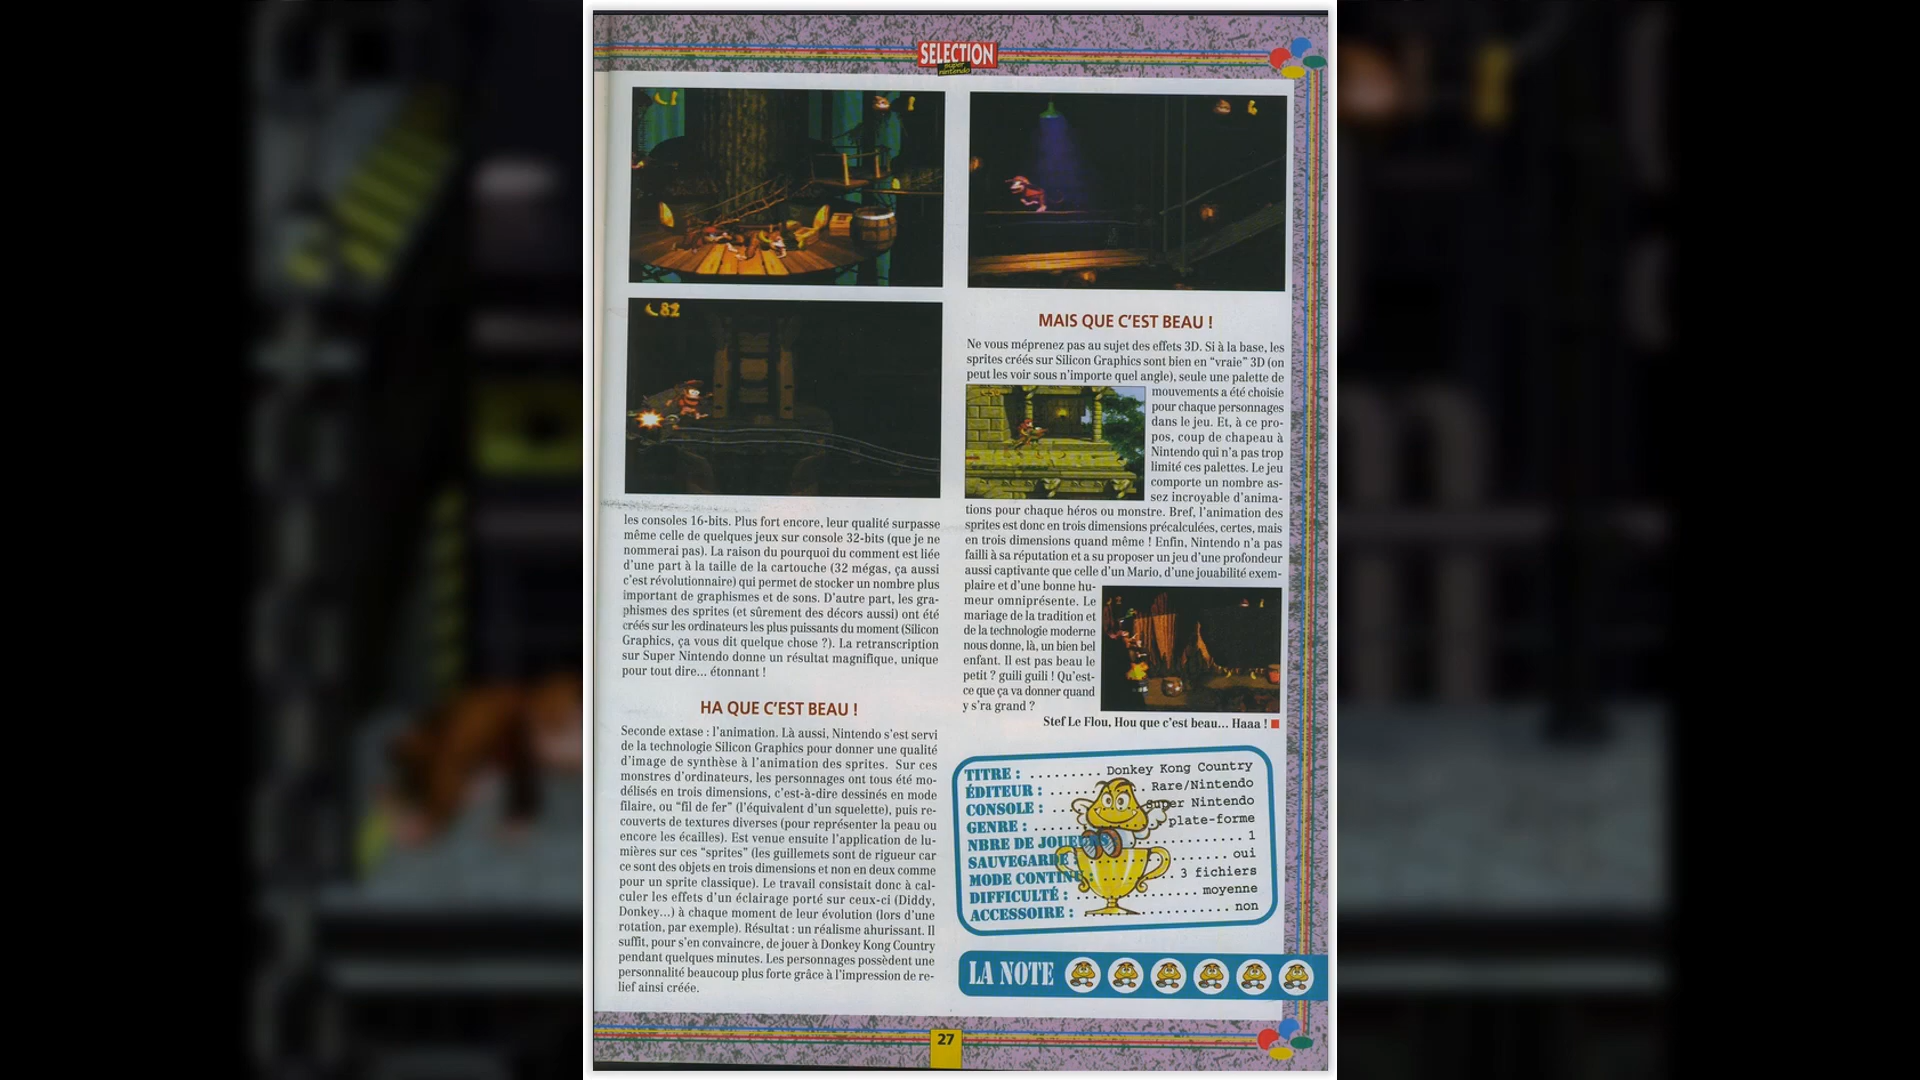 SELECTION
super
nintendo
82
6
les consoles 16-bits. Plus fort encore, leur qualité surpasse
même celle de quelques jeux sur console 32-bits (que je ne
nommerai pas). La raison du pourquoi du comment est liée
d'une part à la taille de la cartouche (32 mégas, ça aussi
c'est révolutionnaire) qui permet de stocker un nombre plus
important de graphismes et de sons. D'autre part, les gra-
phismes des sprites (et sûrement des décors aussi) ont été
créés sur les ordinateurs les plus puissants du moment (Silicon
Graphics, ça vous dit quelque chose ?). La retranscription
sur Super Nintendo donne un résultat magnifique, unique
pour tout dire... étonnant !
HA QUE C'EST BEAU !
Seconde extase : l'animation. Là aussi, Nintendo s'est servi
de la technologie Silicon Graphics pour donner une qualité
d'image de synthèse à l'animation des sprites. Sur ces
monstres d'ordinateurs, les personnages ont tous été mo-
délisés en trois dimensions, c'est-à-dire dessinés en mode
filaire, ou "fil de fer" (l'équivalent d'un squelette), puis re-
couverts de textures diverses (pour représenter la peau ou
encore les écailles). Est venue ensuite l'application de lu-
mières sur ces "sprites" (les guillemets sont de rigueur car
ce sont des objets en trois dimensions et non en deux comme
pour un sprite classique). Le travail consistait donc à cal-
culer les effets d'un éclairage porté sur ceux-ci (Diddy,
Donkey...) à chaque moment de leur évolution (lors d'une
rotation, par exemple). Résultat : un réalisme ahurissant. Il
suffit, pour s'en convaincre, de jouer à Donkey Kong Country
pendant quelques minutes. Les personnages possèdent une
personnalité beaucoup plus forte grâce à l'impression de re-
lief ainsi créée.
MAIS QUE C'EST BEAU !
Ne vous méprenez pas au sujet des effets 3D. Si à la base, les
sprites créés sur Silicon Graphics sont bien en "vraie" 3D (on
peut les voir sous n'importe quel angle), seule une palette de
mouvements a été choisie
pour chaque personnages
dans le jeu. Et, à ce pro-
pos, coup de chapeau à
Nintendo qui n'a pas trop
limité ces palettes. Le jeu
comporte un nombre as-
sez incroyable d'anima-
tions pour chaque héros ou monstre. Bref, l'animation des
sprites est donc en trois dimensions précalculées, certes, mais
en trois dimensions quand même ! Enfin, Nintendo n'a pas
failli à sa réputation et a su proposer un jeu d'une profondeur
aussi captivante que celle d'un Mario, d'une jouabilité exem-
plaire et d'une bonne hu-
meur omniprésente. Le
mariage de la tradition et
de la technologie moderne
nous donne, là, un bien bel
enfant. Il est pas beau le
petit ? guili guili ! Qu'est-
ce que ça va donner quand
y s'ra grand ?
Stef Le Flou, Hou que c'est beau... Haaa !
TITRE : ......... Donkey Kong Country
ÉDITEUR : ........ Rare/Nintendo
CONSOLE : ... Super Nintendo
GENRE : ...... plate-forme
NBRE DE JOUEURS ............ 1
SAUVEGARDE : ........ oui
MODE CONTINU : ...... 3 fichiers
DIFFICULTÉ : ............ moyenne
ACCESSOIRE : ............. non
LA NOTE
27